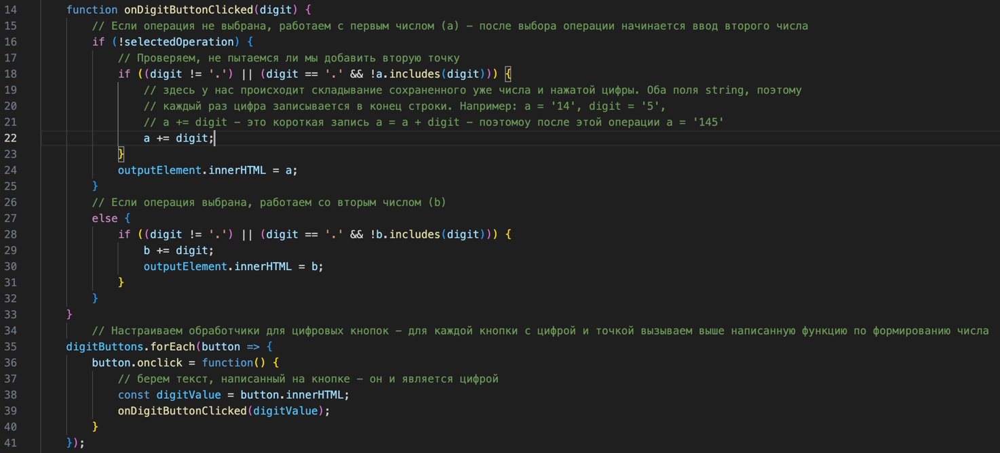 14 function onDigitButtonClicked(digit) {
15 // Если операция не выбрана, работаем с первым числом (a) - после выбора операции начинается ввод второго числа
16 if (!selectedOperation) {
17 // Проверяем, не пытаемся ли мы добавить вторую точку
18 if ((digit != '.') || (digit == '.' && !a.includes(digit))) {
19 // здесь у нас происходит складывание сохраненного уже числа и нажатой цифры. Оба поля string, поэтому
20 // каждый раз цифра записывается в конец строки. Например: a = '14', digit = '5',
21 // a += digit - это короткая запись a = a + digit - поэтомоу после этой операции a = '145'
22 a += digit;
23 }
24 outputElement.innerHTML = a;
25 }
26 // Если операция выбрана, работаем со вторым числом (b)
27 else {
28 if ((digit != '.') || (digit == '.' && !b.includes(digit))) {
29 b += digit;
30 outputElement.innerHTML = b;
31 }
32 }
33 }
34 // Настраиваем обработчики для цифровых кнопок - для каждой кнопки с цифрой и точкой вызываем выше написанную функцию по формированию числа
35 digitButtons.forEach(button => {
36 button.onclick = function() {
37 // берем текст, написанный на кнопке - он и является цифрой
38 const digitValue = button.innerHTML;
39 onDigitButtonClicked(digitValue);
40 }
41 });